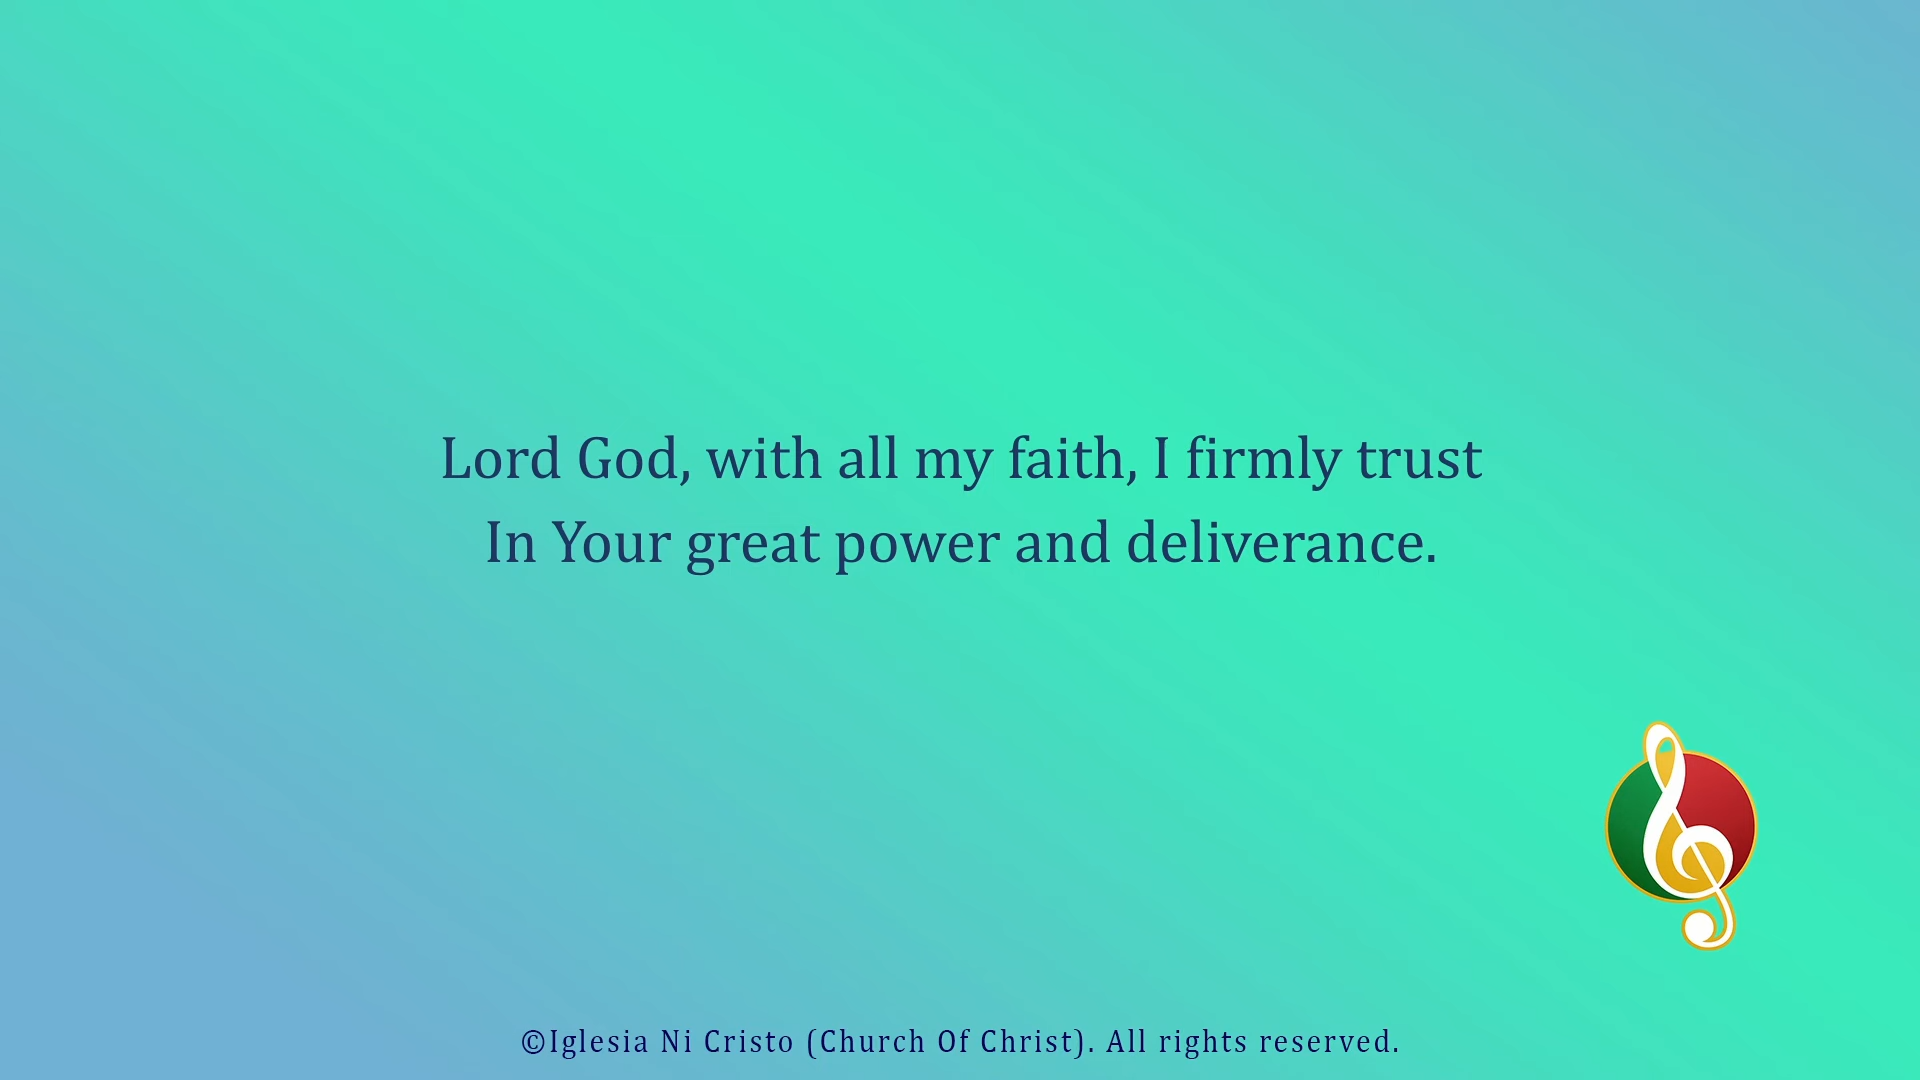 Lord God, with all my faith, I firmly trust
In Your great power and deliverance.
©Iglesia Ni Cristo (Church Of Christ). All rights reserved.